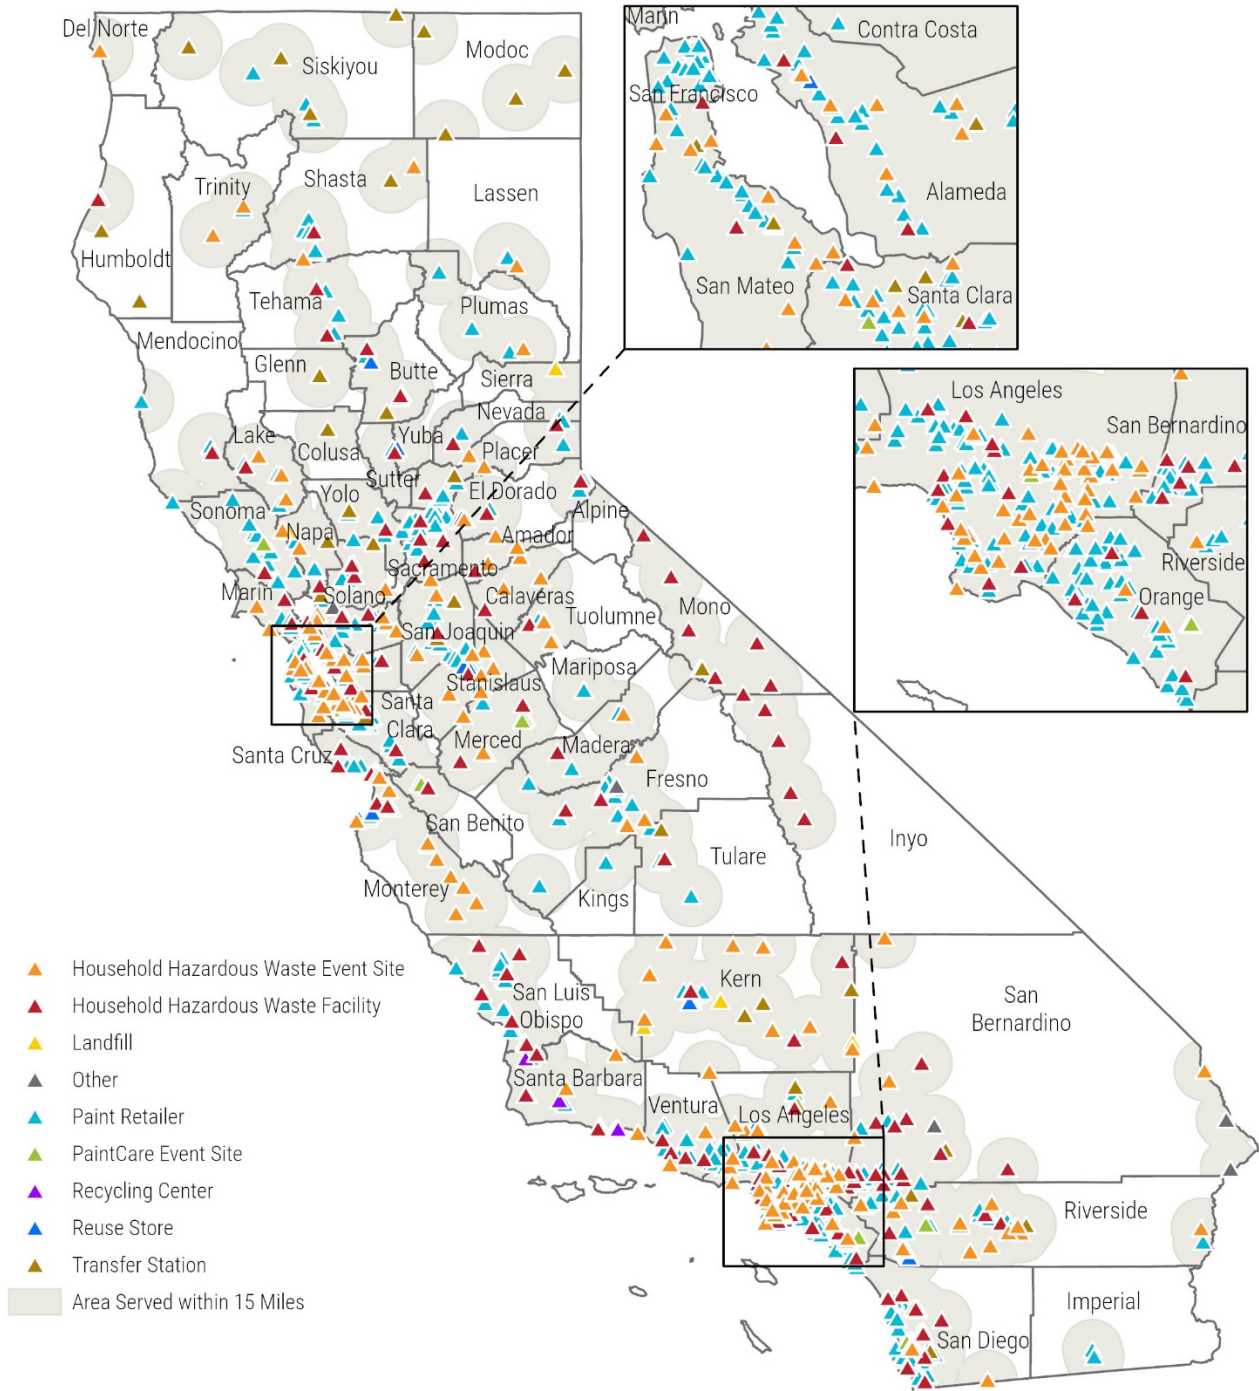 Del Norte
Siskiyou
Modoc
Trinity
Shasta
Lassen
Humboldt
Tehama
Plumas
Mendocino
Glenn
Butte
Sierra
Nevada
Lake
Colusa
Yuba
Placer
Sutter
Yolo
El Dorado
Sonoma
Napa
Alpine
Amador
Sacramento
Marin
Solano
Calaveras
Mono
Tuolumne
San Joaquin
Mariposa
Stanislaus
Santa
Clara
Santa Cruz
Merced
Madera
Fresno
San Benito
Inyo
Tulare
Monterey
Kings
Kern
San Luis
Obispo
San
Bernardino
Santa Barbara
Ventura
Los Angeles
Riverside
Imperial
San Diego
Marin
Contra Costa
San Francisco
Alameda
San Mateo
Santa Clara
Los Angeles
San Bernardino
Riverside
Orange
Household Hazardous Waste Event Site
Household Hazardous Waste Facility
Landfill
Other
Paint Retailer
PaintCare Event Site
Recycling Center
Reuse Store
Transfer Station
Area Served within 15 Miles